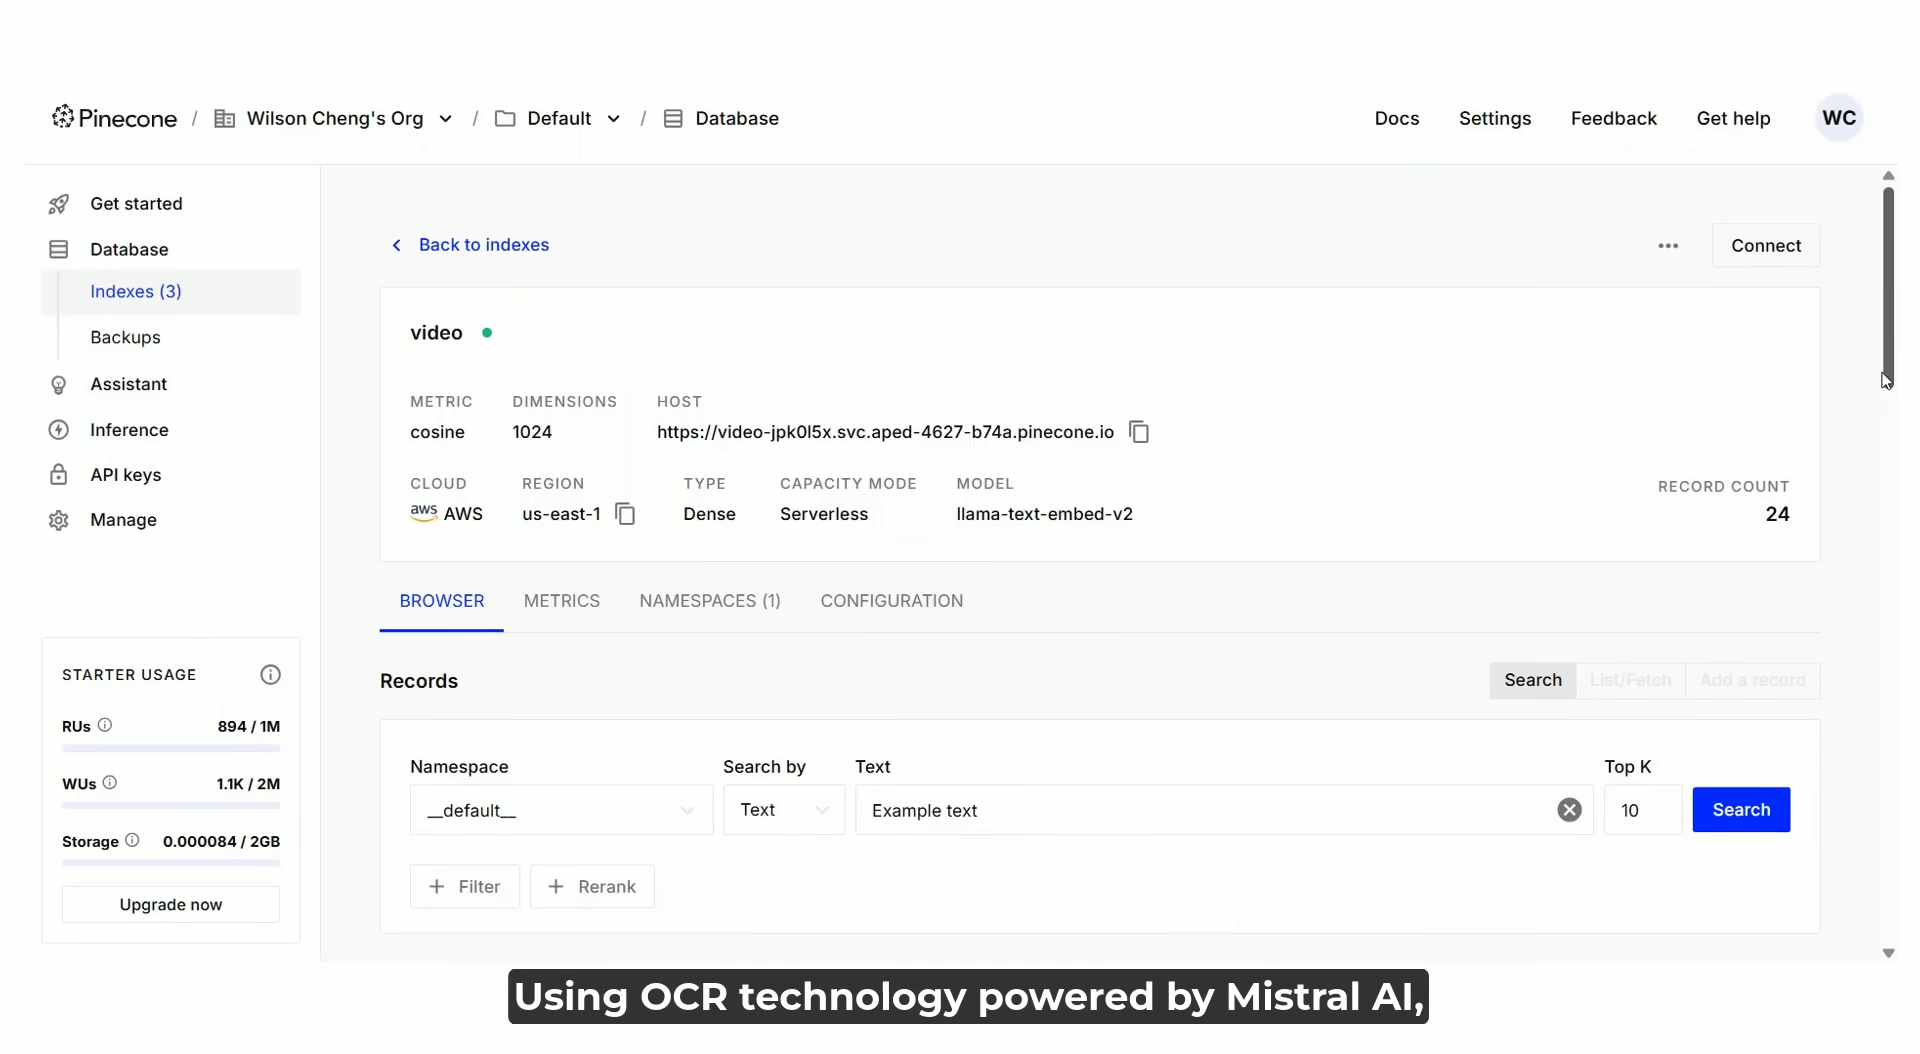 Pinecone / Wilson Cheng's Org / Default / Database
Docs Settings Feedback Get help WC
Get started
Database
Indexes (3)
Backups
Assistant
Inference
API keys
Manage
STARTER USAGE
RUs 894 / 1M
WUs 1.1K / 2M
Storage 0.000084 / 2GB
Upgrade now
Back to indexes
Connect
video
METRIC DIMENSIONS HOST
cosine 1024 https://video-jpk0l5x.svc.aped-4627-b74a.pinecone.io
CLOUD REGION TYPE CAPACITY MODE MODEL RECORD COUNT
aws AWS us-east-1 Dense Serverless llama-text-embed-v2 24
BROWSER METRICS NAMESPACES (1) CONFIGURATION
Records Search List/Fetch Add a record
Namespace Search by Text Top K
__default__ Text Example text 10 Search
+ Filter + Rerank
Using OCR technology powered by Mistral AI,